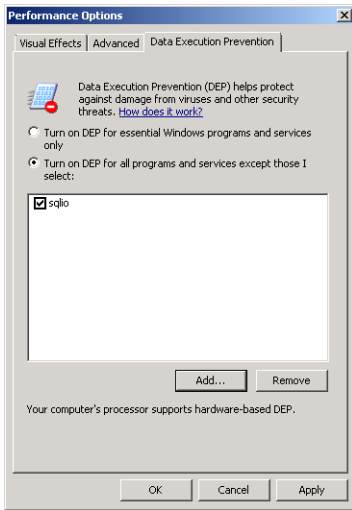 Performance Options
Visual Effects Advanced Data Execution Prevention
Data Execution Prevention (DEP) helps protect
against damage from viruses and other security
threats. How does it work?
Turn on DEP for essential Windows programs and services
only
Turn on DEP for all programs and services except those I
select:
sqlio
Add... Remove
Your computer's processor supports hardware-based DEP.
OK Cancel Apply